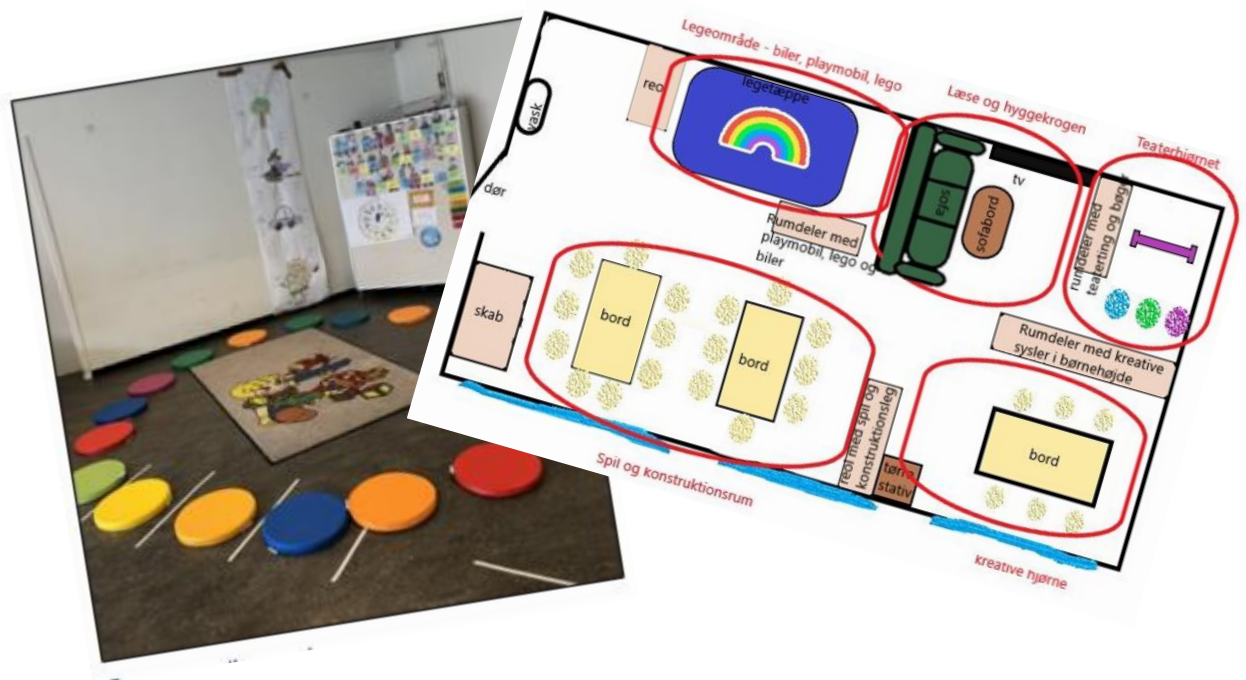 Legeområde - biler, playmobil, lego
Læse og hyggekrogen
Teaterhjørnet
vask
reol
legetæppe
sofa
sofabord
tv
rumdeler med
teaterting og bøger
dør
Rumdeler med
playmobil, lego og
biler
skab
bord
bord
Rumdeler med kreative
sysler i børnehøjde
reol med spil og
konstruktionsleg
tørre
stativ
bord
Spil og konstruktionsrum
kreative hjørne